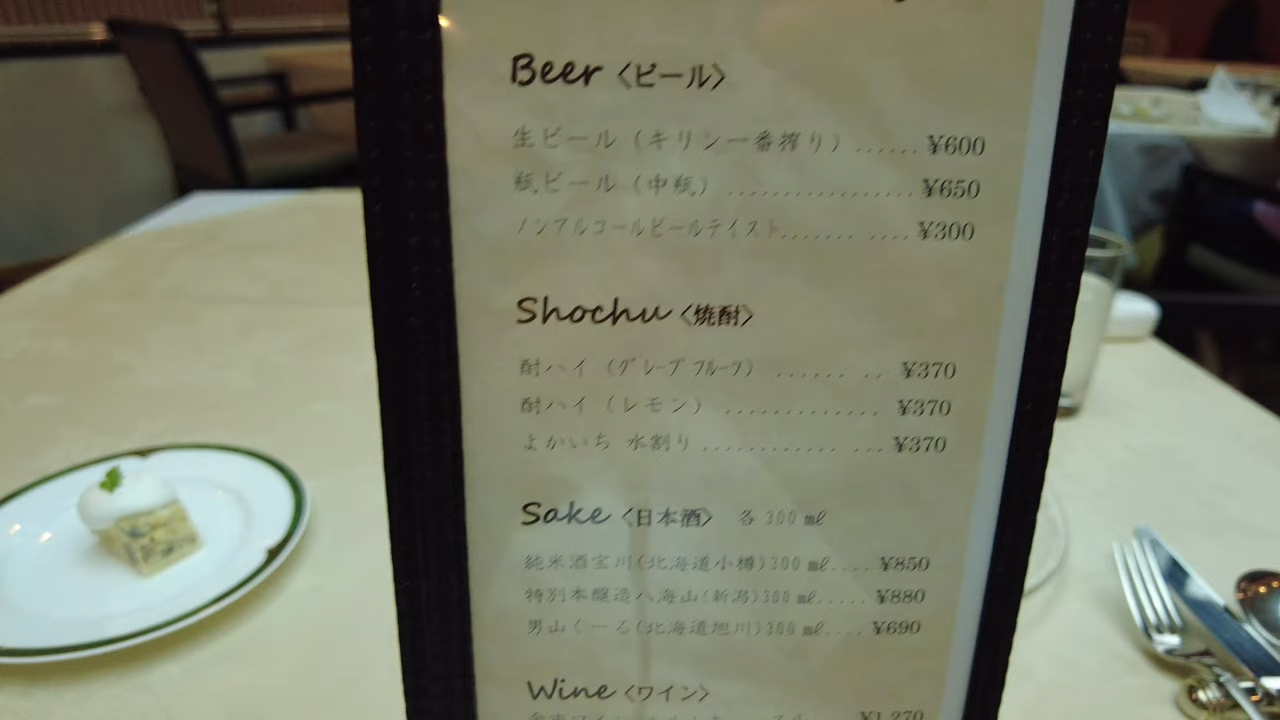 Beer〈ビール〉
生ビール（キリン一番搾り）......¥600
瓶ビール（中瓶）.................¥650
ノンアルコールビールテイスト....... ....¥300
Shochu〈焼酎〉
酎ハイ（グレープフルーツ）...... ..¥370
酎ハイ（レモン）.............¥370
よかいち 水割り............ ...¥370
Sake〈日本酒〉 各300㎖
純米酒宝川(北海道小樽)300㎖....¥850
特別本醸造八海山(新潟)300㎖.....¥880
男山くーる(北海道旭川)300㎖....¥690
Wine〈ワイン〉
¥1,270